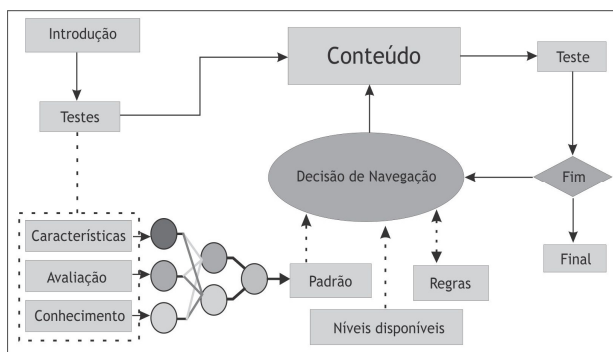 Introdução
Conteúdo
Teste
Testes
Decisão de Navegação
Fim
Características
Avaliação
Conhecimento
Padrão
Regras
Final
Níveis disponíveis